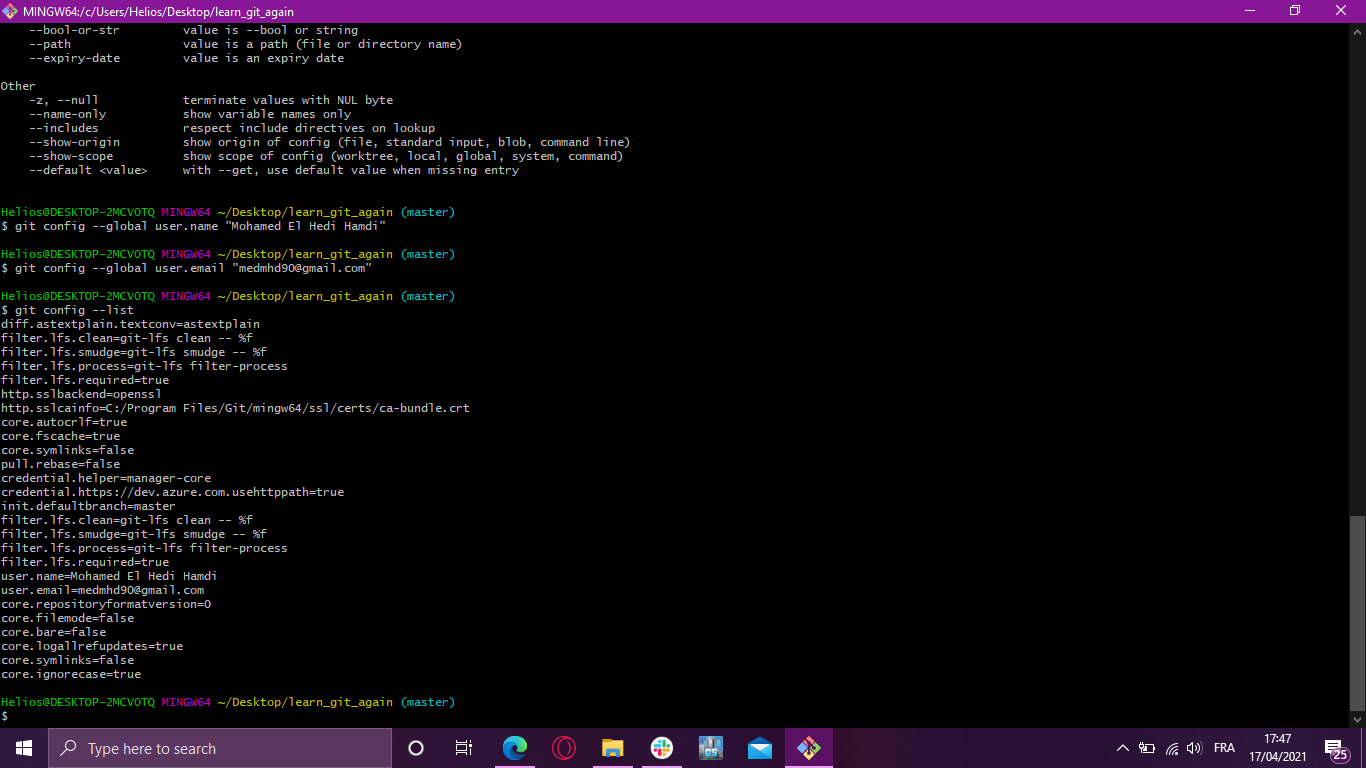 MINGW64:/c/Users/Helios/Desktop/learn_git_again
--bool-or-str value is --bool or string
--path value is a path (file or directory name)
--expiry-date value is an expiry date
Other
-z, --null terminate values with NUL byte
--name-only show variable names only
--includes respect include directives on lookup
--show-origin show origin of config (file, standard input, blob, command line)
--show-scope show scope of config (worktree, local, global, system, command)
--default <value> with --get, use default value when missing entry
Helios@DESKTOP-2MCVOTQ MINGW64 ~/Desktop/learn_git_again (master)
$ git config --global user.name "Mohamed El Hedi Hamdi"
Helios@DESKTOP-2MCVOTQ MINGW64 ~/Desktop/learn_git_again (master)
$ git config --global user.email "medmhd90@gmail.com"
Helios@DESKTOP-2MCVOTQ MINGW64 ~/Desktop/learn_git_again (master)
$ git config --list
diff.astextplain.textconv=astextplain
filter.lfs.clean=git-lfs clean -- %f
filter.lfs.smudge=git-lfs smudge -- %f
filter.lfs.process=git-lfs filter-process
filter.lfs.required=true
http.sslbackend=openssl
http.sslcainfo=C:/Program Files/Git/mingw64/ssl/certs/ca-bundle.crt
core.autocrlf=true
core.fscache=true
core.symlinks=false
pull.rebase=false
credential.helper=manager-core
credential.https://dev.azure.com.usehttppath=true
init.defaultbranch=master
filter.lfs.clean=git-lfs clean -- %f
filter.lfs.smudge=git-lfs smudge -- %f
filter.lfs.process=git-lfs filter-process
filter.lfs.required=true
user.name=Mohamed El Hedi Hamdi
user.email=medmhd90@gmail.com
core.repositoryformatversion=0
core.filemode=false
core.bare=false
core.logallrefupdates=true
core.symlinks=false
core.ignorecase=true
Helios@DESKTOP-2MCVOTQ MINGW64 ~/Desktop/learn_git_again (master)
$
Type here to search
FRA
17:47
17/04/2021
25